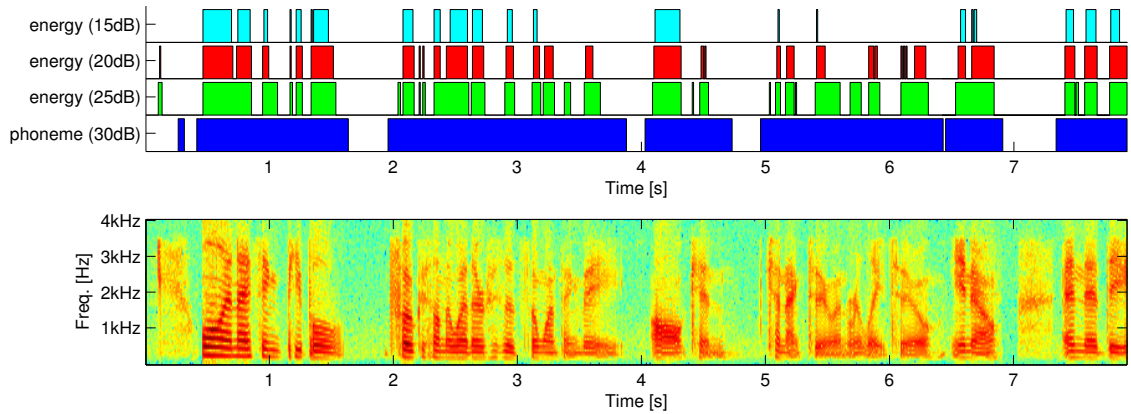 energy (15dB)
energy (20dB)
energy (25dB)
phoneme (30dB)
1 2 3 4 5 6 7
Time [s]
4kHz
3kHz
2kHz
1kHz
Freq. [Hz]
1 2 3 4 5 6 7
Time [s]